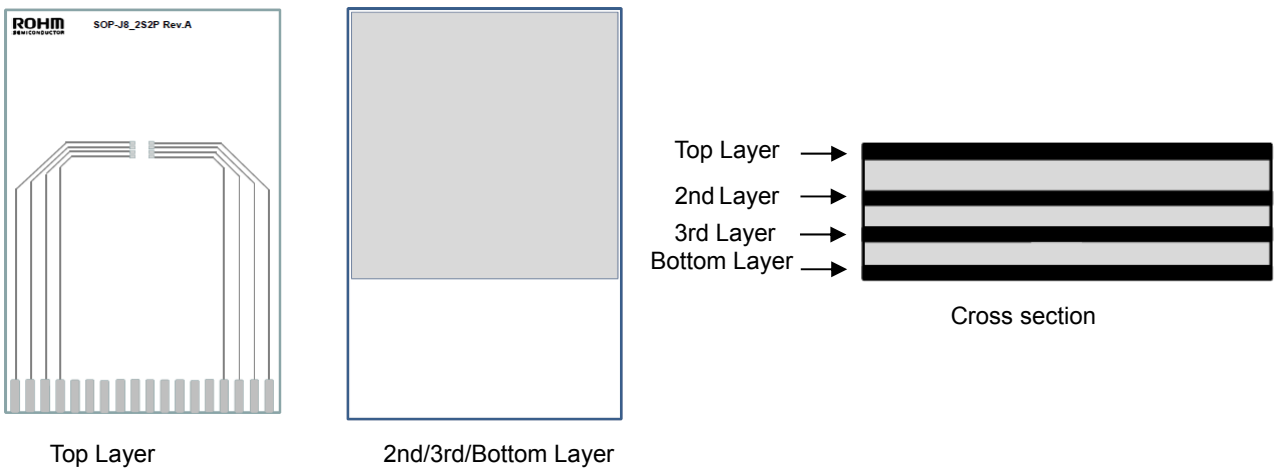 ROHM
SEMICONDUCTOR
SOP-J8_2S2P Rev.A
Top Layer
2nd/3rd/Bottom Layer
Top Layer
2nd Layer
3rd Layer
Bottom Layer
Cross section